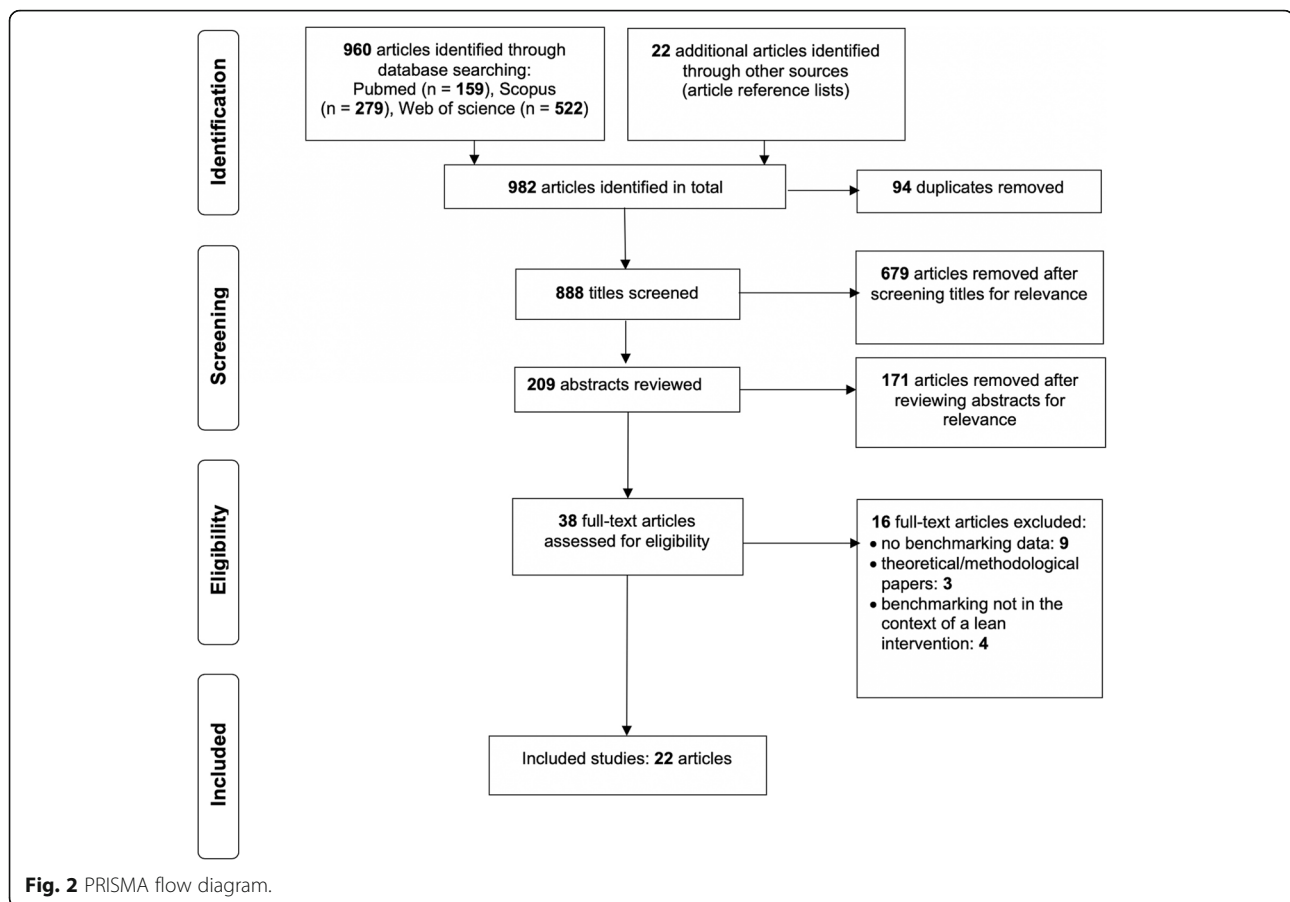 Identification
960 articles identified through
database searching:
Pubmed (n = 159), Scopus
(n = 279), Web of science (n = 522)
22 additional articles identified
through other sources
(article reference lists)
982 articles identified in total
94 duplicates removed
Screening
888 titles screened
679 articles removed after
screening titles for relevance
209 abstracts reviewed
171 articles removed after
reviewing abstracts for
relevance
Eligibility
38 full-text articles
assessed for eligibility
16 full-text articles excluded:
• no benchmarking data: 9
• theoretical/methodological
papers: 3
• benchmarking not in the
context of a lean
intervention: 4
Included
Included studies: 22 articles
Fig. 2 PRISMA flow diagram.